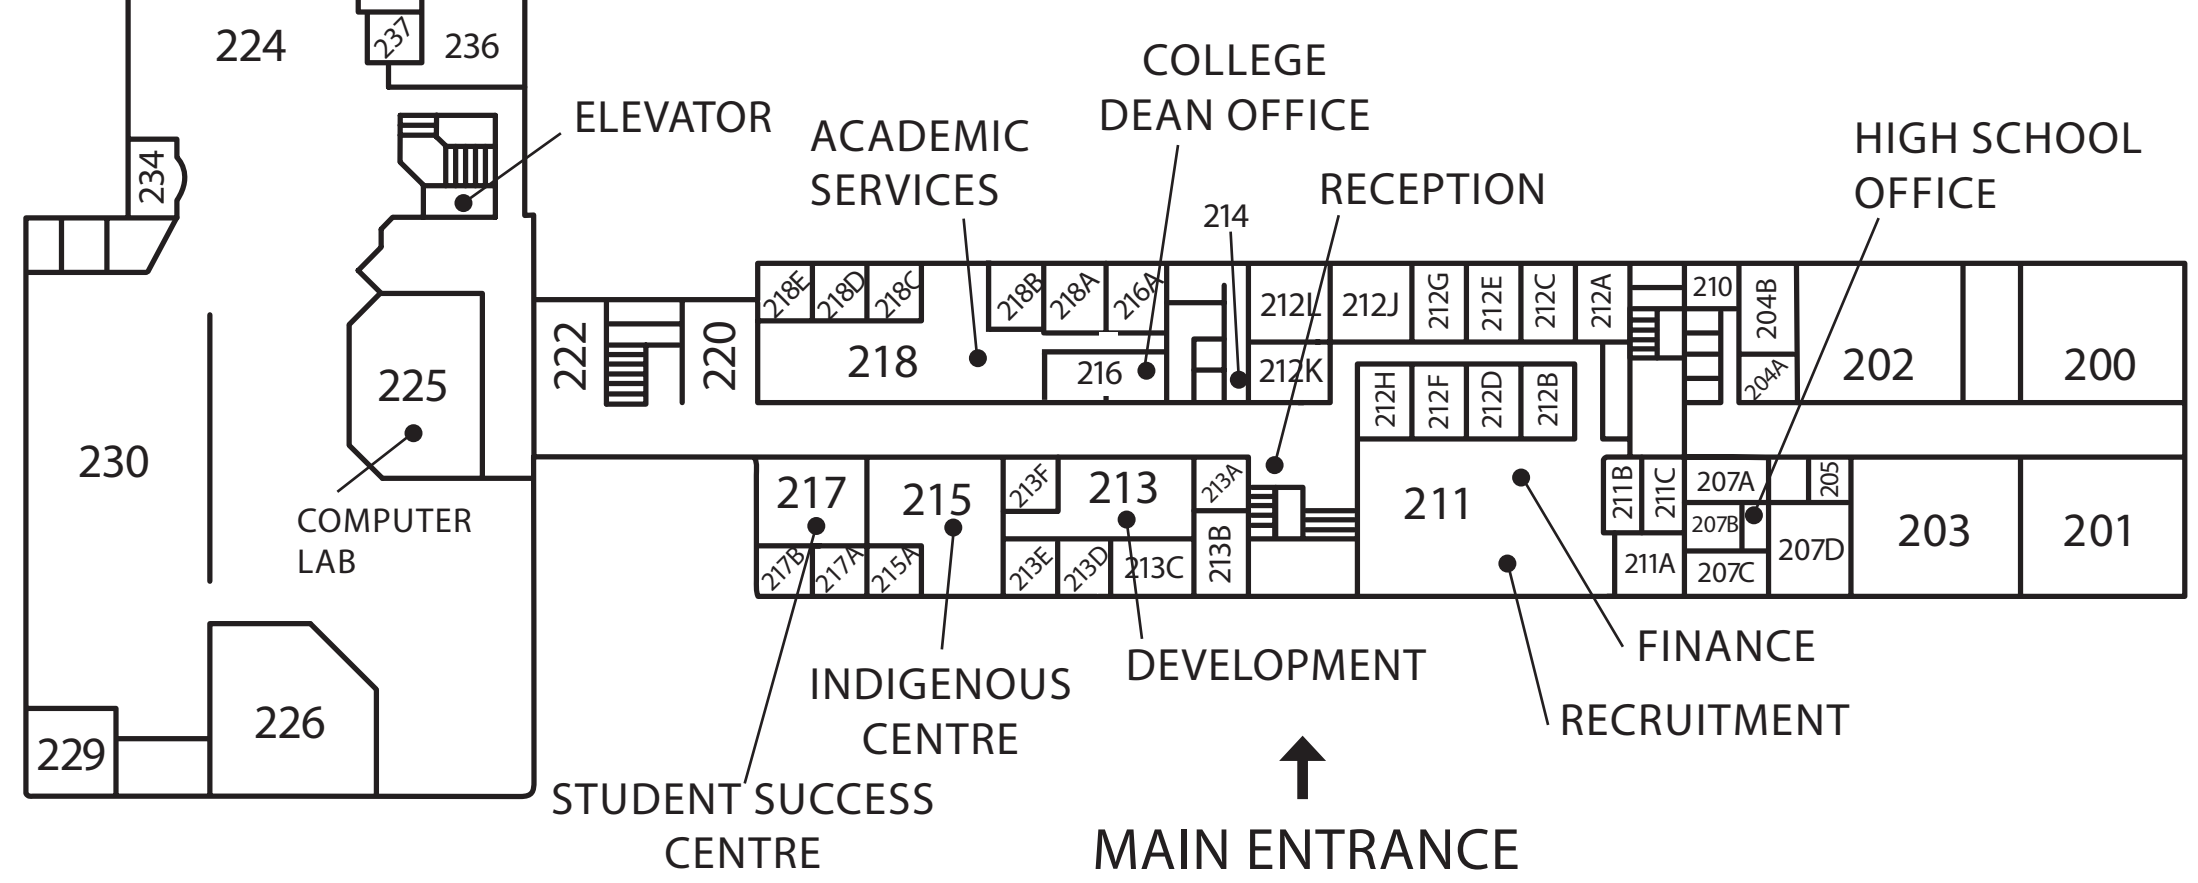 224
237
236
234
ELEVATOR
ACADEMIC
SERVICES
COLLEGE
DEAN OFFICE
214
RECEPTION
HIGH SCHOOL
OFFICE
218E
218D
218C
218B
218A
216A
212L
212J
212G
212E
212C
212A
210
204B
222
220
218
216
212K
212H
212F
212D
212B
204A
202
200
225
230
COMPUTER
LAB
217
215
213F
213
213A
211
211B
211C
207A
205
207B
203
201
217B
217A
215A
213E
213D
213C
213B
211A
207C
207D
226
229
INDIGENOUS
CENTRE
DEVELOPMENT
FINANCE
RECRUITMENT
STUDENT SUCCESS
CENTRE
MAIN ENTRANCE